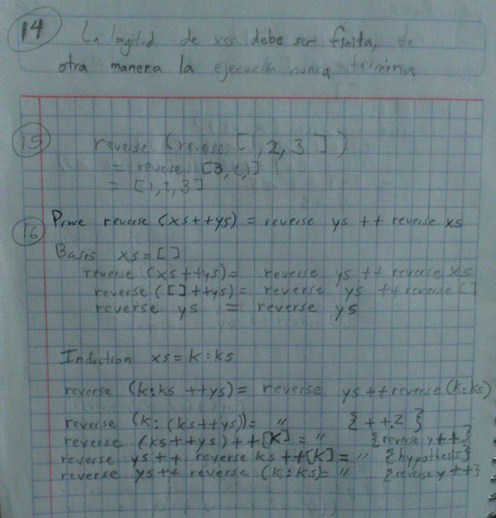 14
La longitud de xss debe ser finita, de
otra manera la ejecución nunca termina
15
reverse (reverse [1,2,3])
= reverse [3,2,1]
= [1,2,3]
16
Prove reverse (xs++ys) = reverse ys ++ reverse xs
Basis xs=[]
reverse (xs++ys)= reverse ys ++ reverse xs
reverse ([]++ys)= reverse ys ++ reverse []
reverse ys = reverse ys
Induction xs=k:ks
reverse (k:ks ++ys)= reverse ys++reverse(k:ks)
reverse (k:(ks++ys))= " {++.2}
reverse (ks++ys)++[k]= " {reverse y++}
reverse ys++ reverse ks++[k]= " {hypothesis}
reverse ys++ reverse (k:ks)= " {reverse y++}